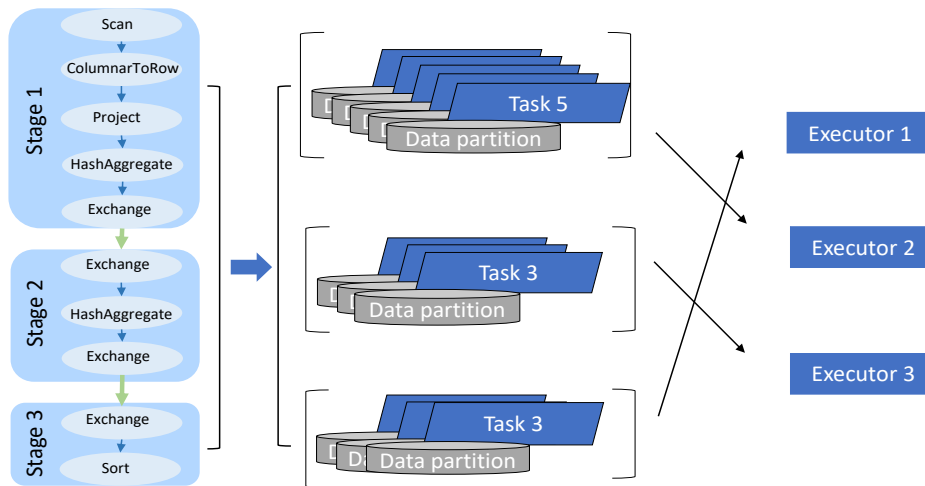 Stage 1
Scan
ColumnarToRow
Project
HashAggregate
Exchange
Stage 2
Exchange
HashAggregate
Exchange
Stage 3
Exchange
Sort
Task 5
Data partition
Task 3
Data partition
Task 3
Data partition
Executor 1
Executor 2
Executor 3